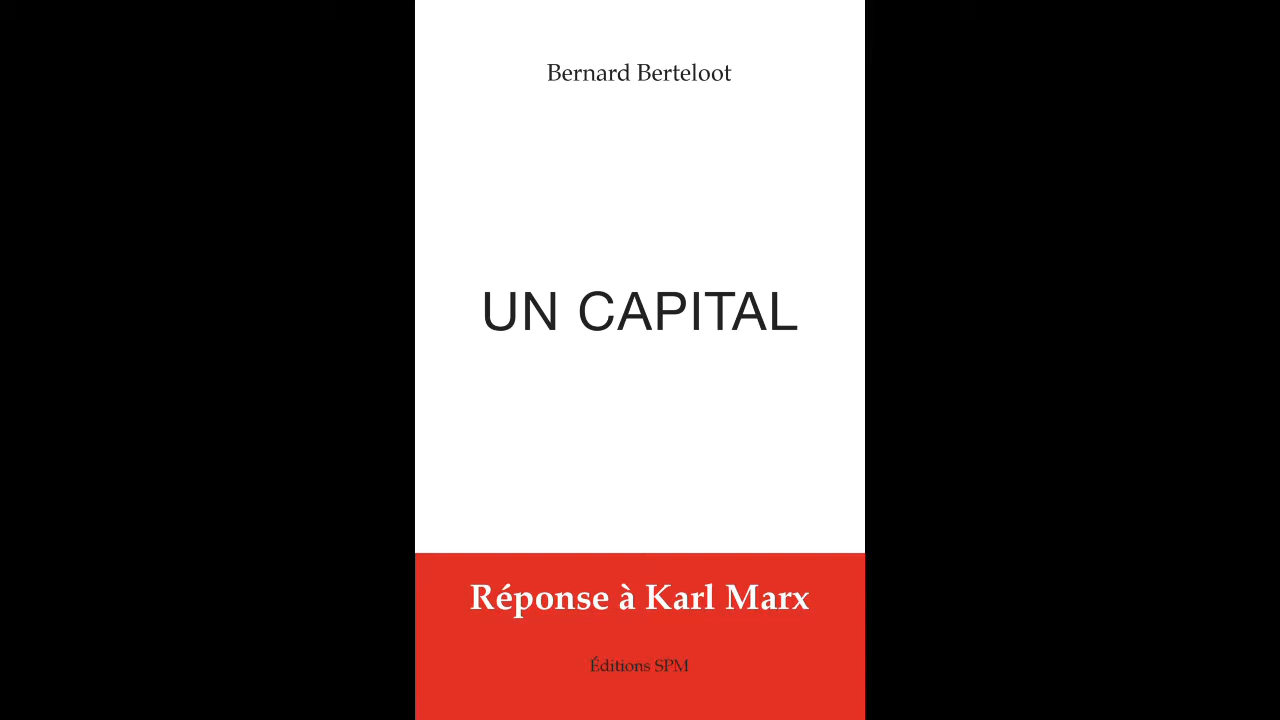 Bernard Berteloot
UN CAPITAL
Réponse à Karl Marx
Éditions SPM